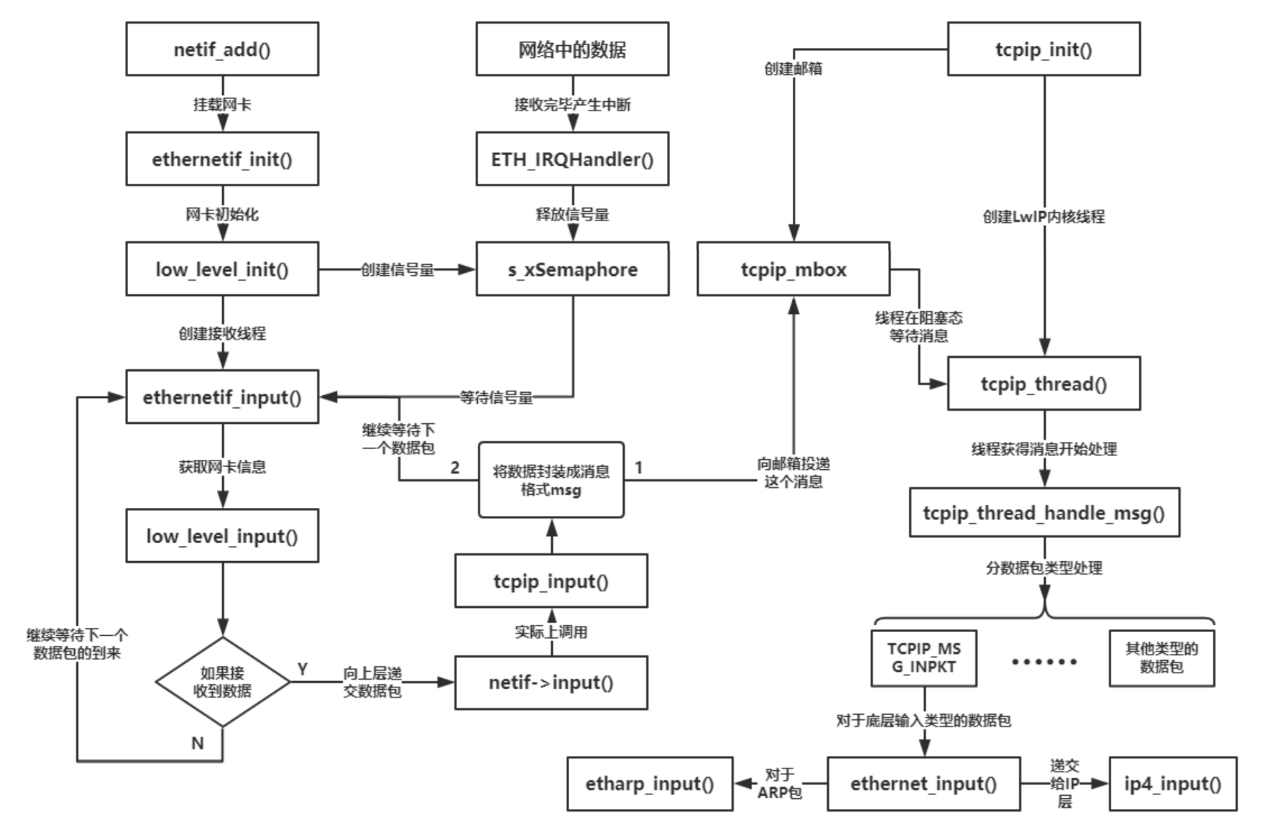 netif_add()
网络中的数据
tcpip_init()
创建邮箱
挂载网卡
接收完毕产生中断
ethernetif_init()
ETH_IRQHandler()
网卡初始化
释放信号量
创建LwIP内核线程
low_level_init()
创建信号量
s_xSemaphore
tcpip_mbox
创建接收线程
线程在阻塞态
等待消息
ethernetif_input()
等待信号量
tcpip_thread()
继续等待下
一个数据包
获取网卡信息
2
将数据封装成消息
格式msg
1
向邮箱投递
这个消息
线程获得消息开始处理
low_level_input()
tcpip_thread_handle_msg()
tcpip_input()
分数据包类型处理
继续等待下一个
数据包的到来
实际上调用
如果接
收到数据
Y
向上层递
交数据包
netif->input()
TCPIP_MS
G_INPKT
······
其他类型的
数据包
N
对于底层输入类型的数据包
etharp_input()
对于
ARP包
ethernet_input()
递交
给IP
层
ip4_input()